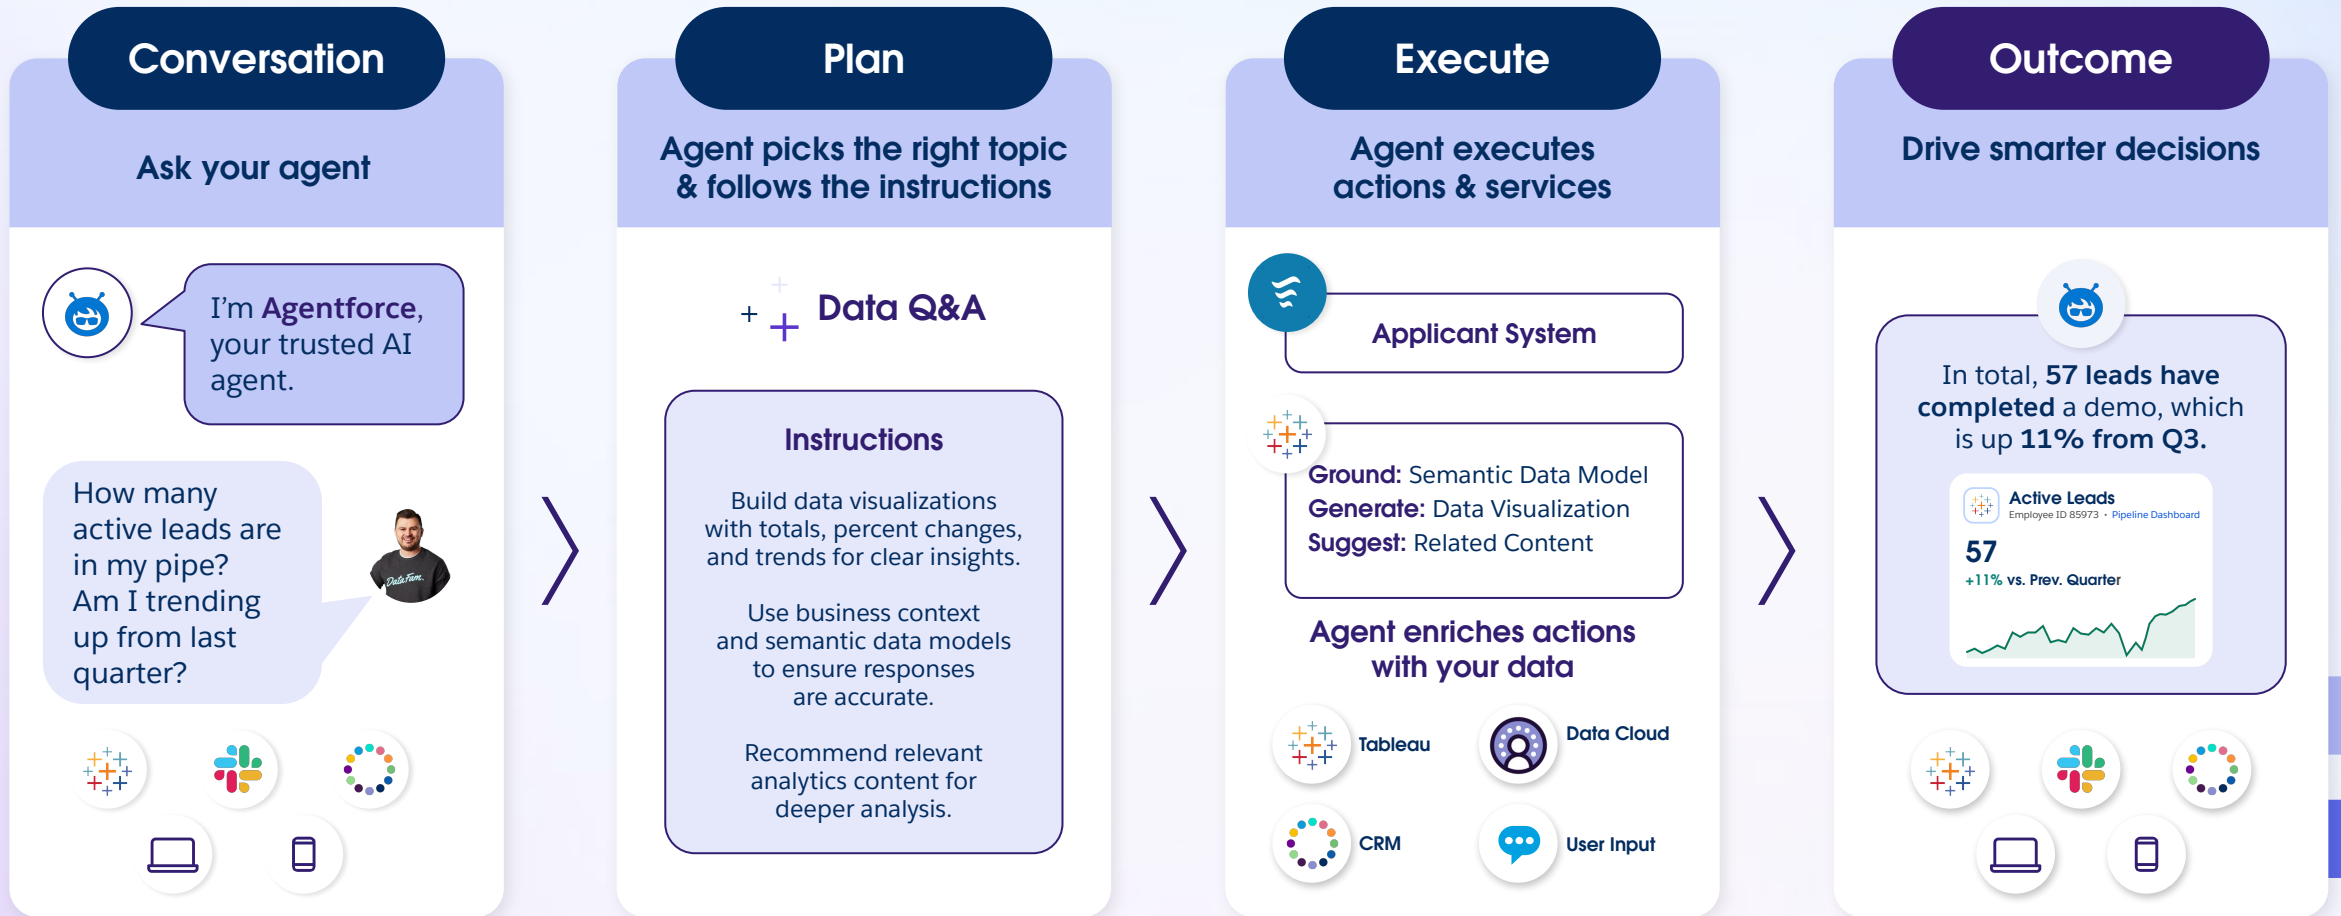 Conversation
Ask your agent
I'm Agentforce,
your trusted AI
agent.
How many
active leads are
in my pipe?
Am I trending
up from last
quarter?
DataFam.
Plan
Agent picks the right topic
& follows the instructions
Data Q&A
Instructions
Build data visualizations
with totals, percent changes,
and trends for clear insights.
Use business context
and semantic data models
to ensure responses
are accurate.
Recommend relevant
analytics content for
deeper analysis.
Execute
Agent executes
actions & services
Applicant System
Ground: Semantic Data Model
Generate: Data Visualization
Suggest: Related Content
Agent enriches actions
with your data
Tableau
Data Cloud
CRM
User Input
Outcome
Drive smarter decisions
In total, 57 leads have
completed a demo, which
is up 11% from Q3.
Active Leads
Employee ID 85973 • Pipeline Dashboard
57
+11% vs. Prev. Quarter